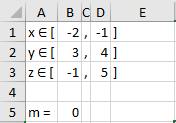 A B C D E
1 x ∈ [ -2 , -1 ]
2 y ∈ [ 3 , 4 ]
3 z ∈ [ -1 , 5 ]
4
5 m = 0